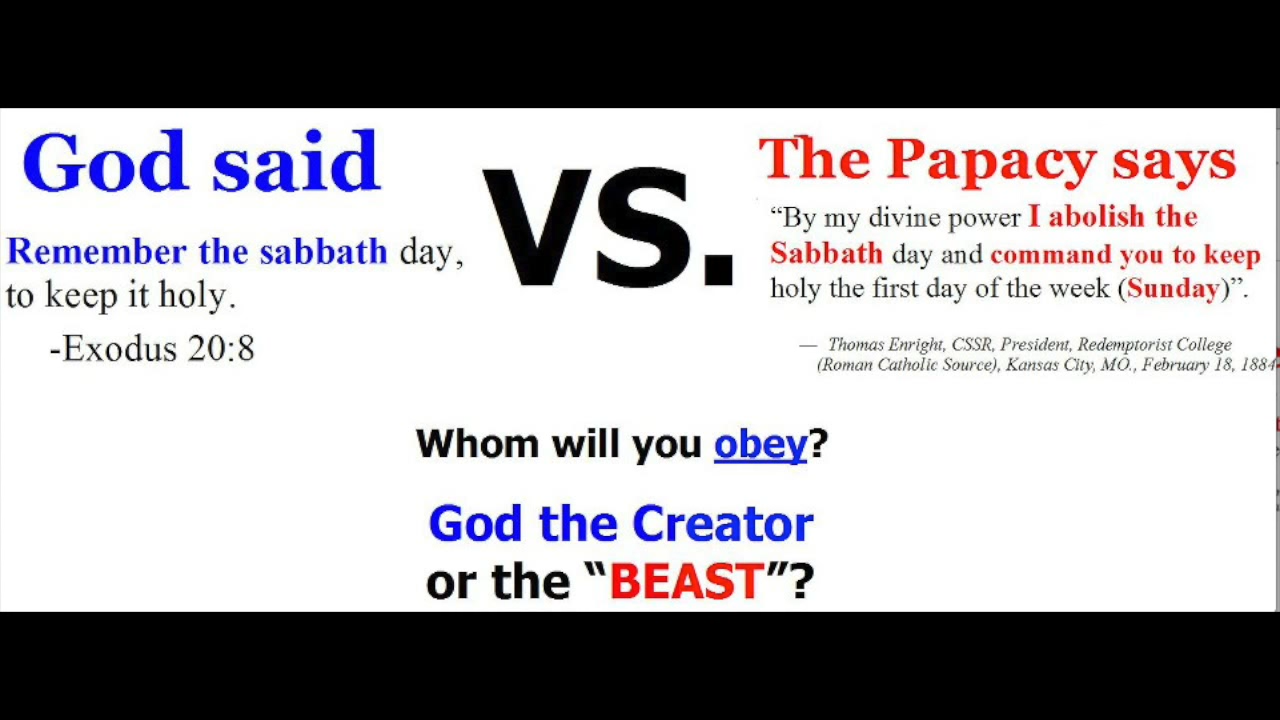 God said
Remember the sabbath day,
to keep it holy.
-Exodus 20:8
VS.
The Papacy says
“By my divine power I abolish the
Sabbath day and command you to keep
holy the first day of the week (Sunday)”.
— Thomas Enright, CSSR, President, Redemptorist College
(Roman Catholic Source), Kansas City, MO., February 18, 1884
Whom will you obey?
God the Creator
or the “BEAST”?